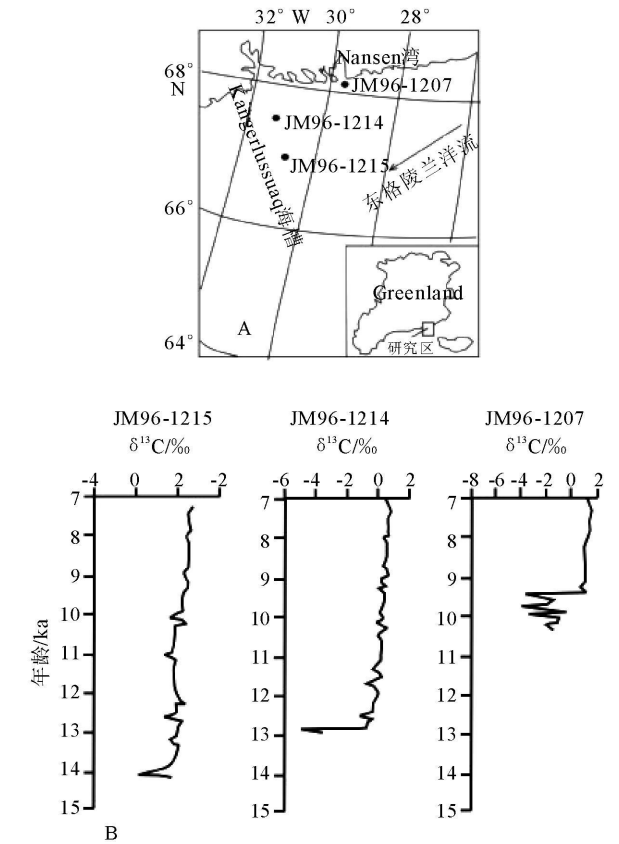 32° W 30° 28°
Nansen湾
68°
N
JM96-1207
Kangerlussuaq海槽
JM96-1214
JM96-1215
东格陵兰洋流
66°
Greenland
A
研究区
64°
JM96-1215 JM96-1214 JM96-1207
δ¹³C/‰ δ¹³C/‰ δ¹³C/‰
-4 0 2 -2 -6 -4 -2 0 2 -8 -6 -4 -2 0 2
7 7 7
8 8 8
9 9 9
10 10 10
年龄/ka
11 11 11
12 12 12
13 13 13
14 14 14
15 15 15
B